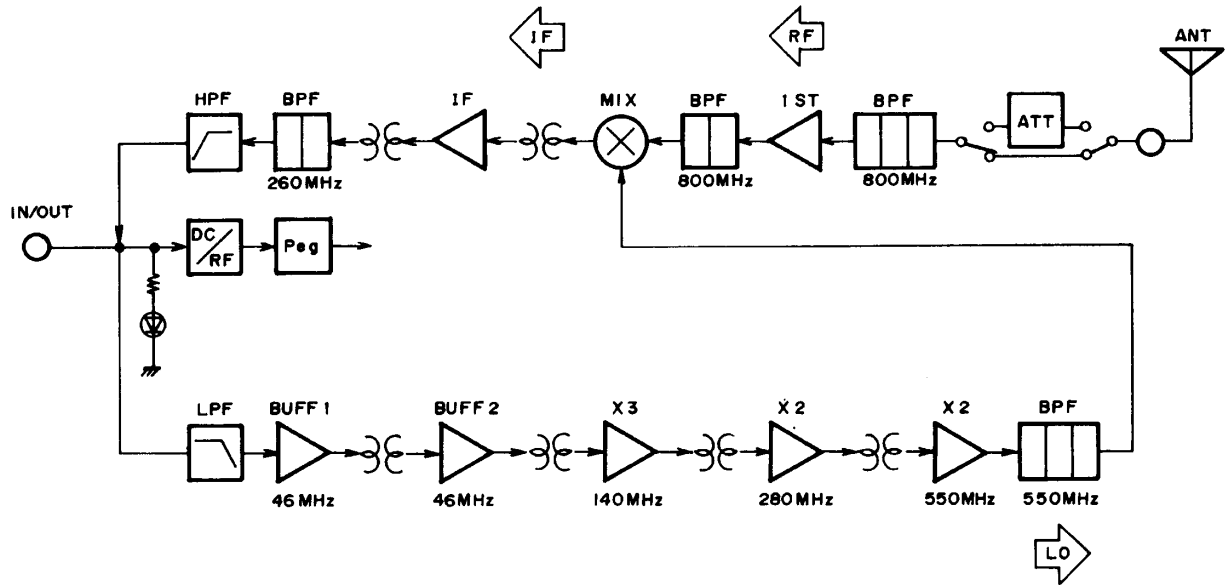 IF
RF
ANT
HPF
BPF
IF
MIX
BPF
1ST
BPF
ATT
260MHz
800MHz
800MHz
IN/OUT
DC/RF
Peg
LPF
BUFF1
BUFF2
X3
X2
X2
BPF
46MHz
46MHz
140MHz
280MHz
550MHz
550MHz
LO